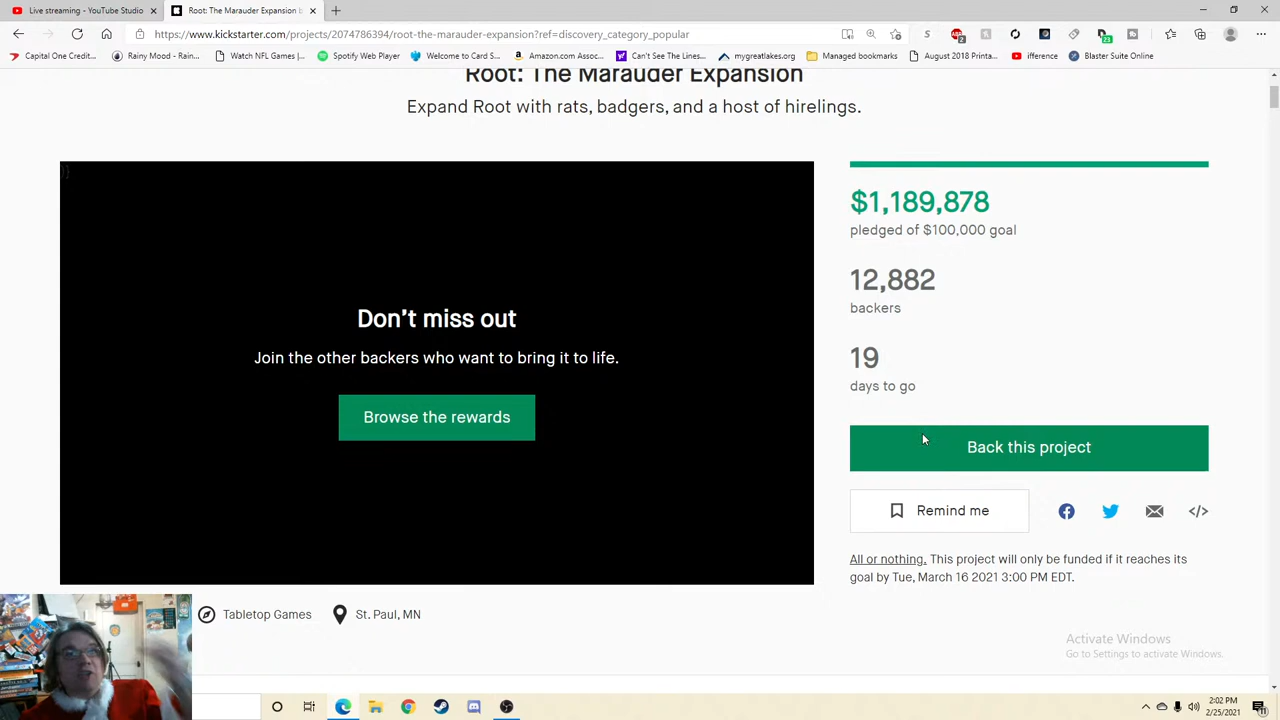 Live streaming - YouTube Studio
Root: The Marauder Expansion b
https://www.kickstarter.com/projects/2074786394/root-the-marauder-expansion?ref=discovery_category_popular
2
23
Capital One Credit...
Rainy Mood - Rain...
Watch EPL Games |...
Spotify Web Player
Welcome to Card S...
Amazon.com Assoc...
Can't See The Lines...
mygreatlakes.org
Managed bookmarks
August 2018 Printa...
ifference
Blaster Suite Online
Root: The Marauder Expansion
Expand Root with rats, badgers, and a host of hirelings.
Don't miss out
Join the other backers who want to bring it to life.
Browse the rewards
$1,189,878
pledged of $100,000 goal
12,882
backers
19
days to go
Back this project
Remind me
All or nothing. This project will only be funded if it reaches its
goal by Tue, March 16 2021 3:00 PM EDT.
Tabletop Games
St. Paul, MN
Activate Windows
Go to Settings to activate Windows.
2:02 PM
2/25/2021